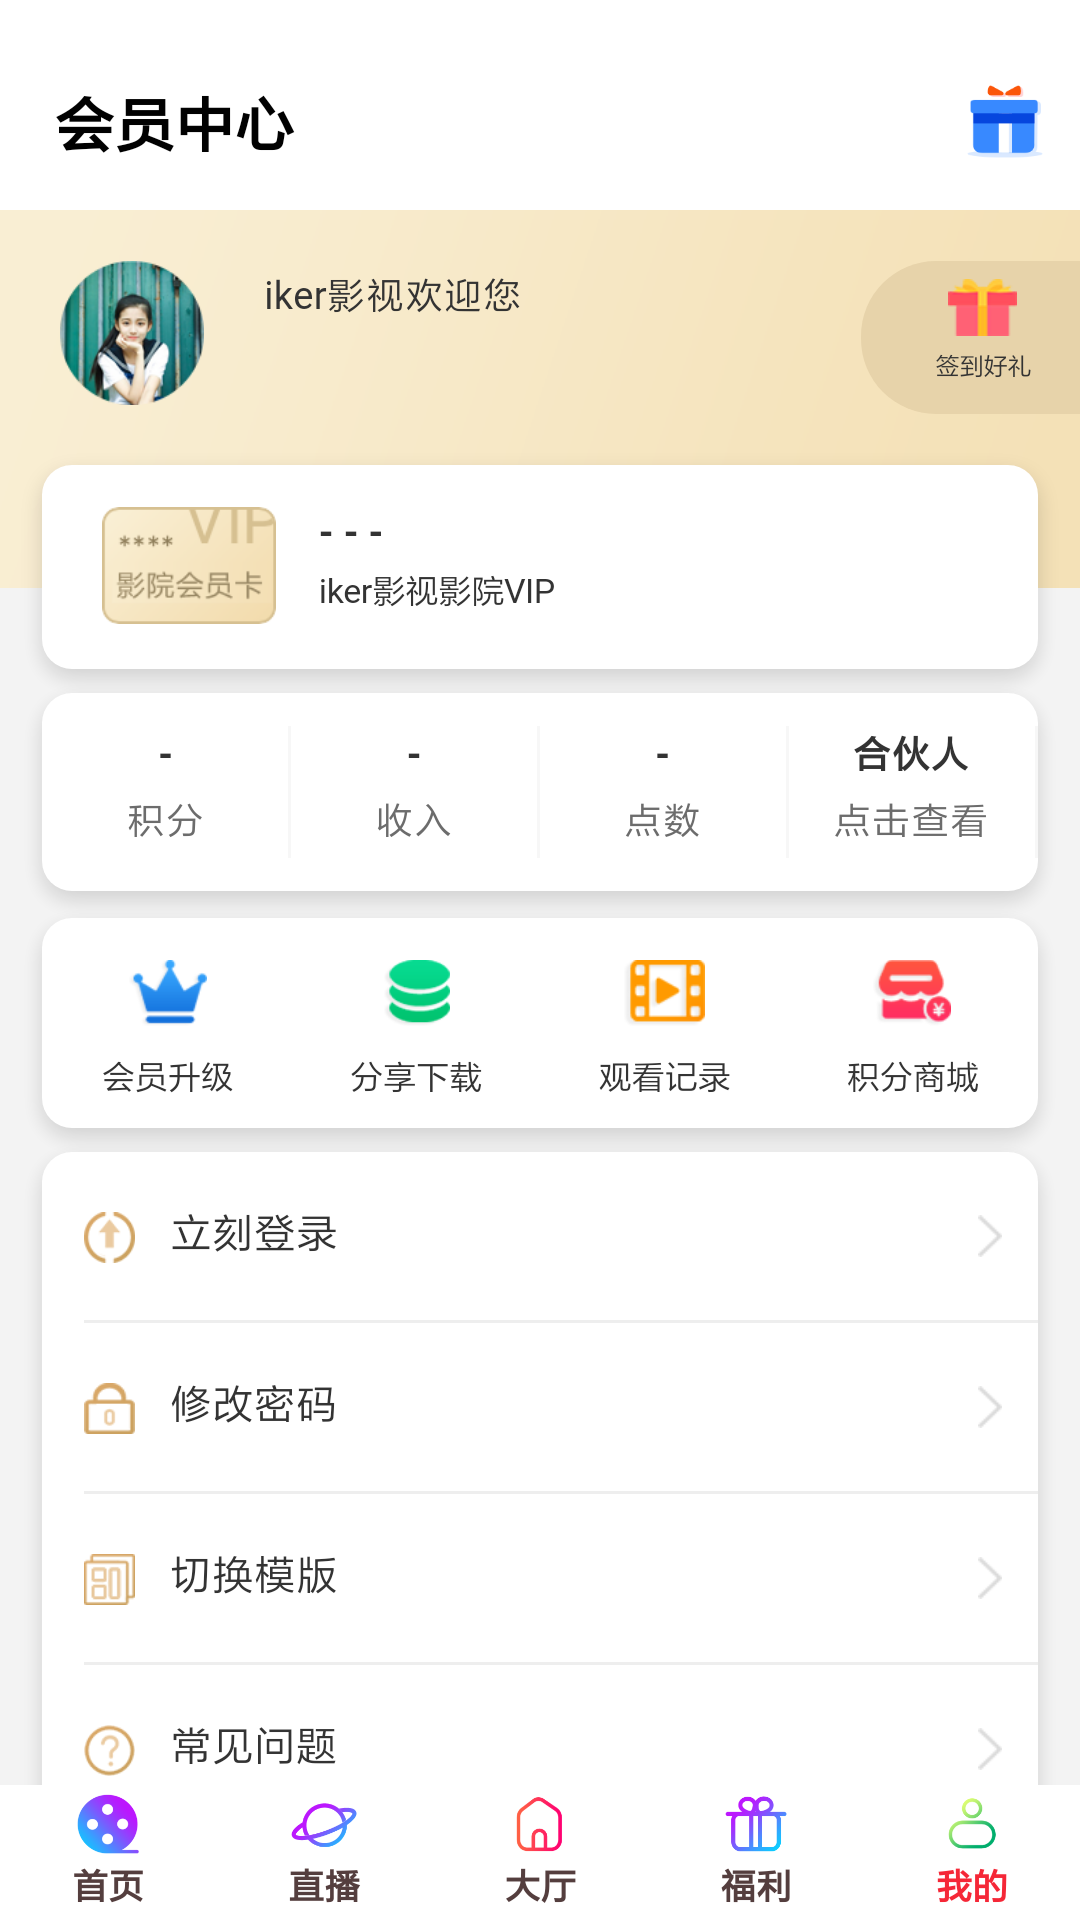 会员中心
iker影视欢迎您
签到好礼
VIP
****
影院会员卡
- - -
iker影视影院VIP
- - - 合伙人
积分 收入 点数 点击查看
会员升级 分享下载 观看记录 积分商城
立刻登录
修改密码
切换模版
常见问题
首页 直播 大厅 福利 我的